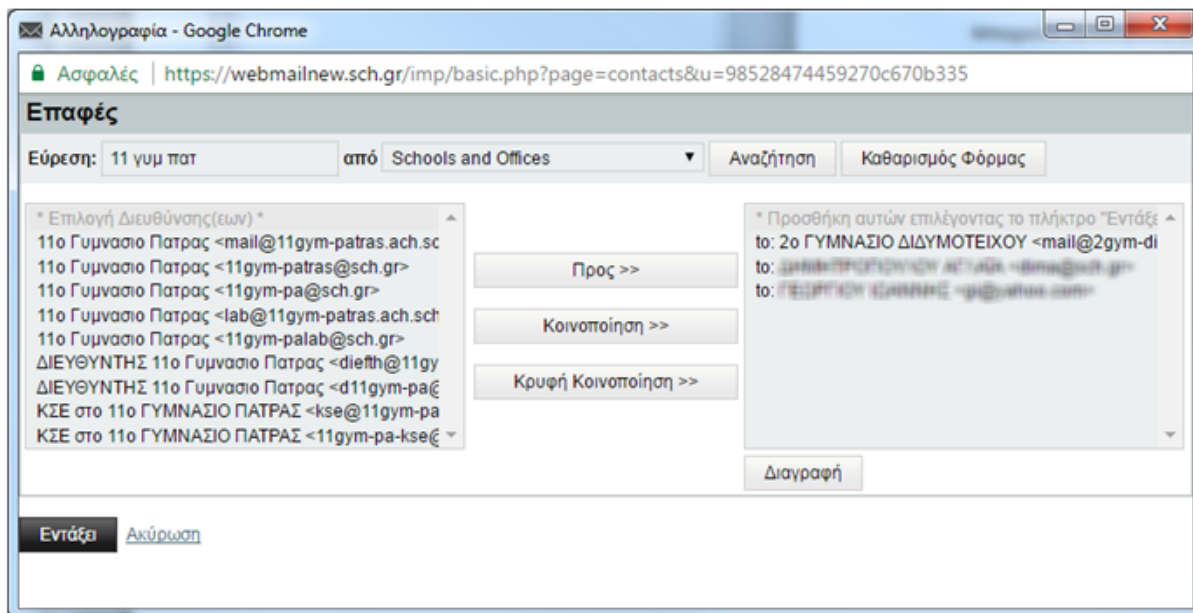 Αλληλογραφία - Google Chrome
Ασφαλές | https://webmailnew.sch.gr/imp/basic.php?page=contacts&u=98528474459270c670b335
Επαφές
Εύρεση: 11 γυμ πατ από Schools and Offices Αναζήτηση Καθαρισμός Φόρμας
* Επιλογή Διευθύνσης(εων) *
11ο Γυμνασιο Πατρας <mail@11gym-patras.ach.sc
11ο Γυμνασιο Πατρας <11gym-patras@sch.gr>
11ο Γυμνασιο Πατρας <11gym-pa@sch.gr>
11ο Γυμνασιο Πατρας <lab@11gym-patras.ach.sch
11ο Γυμνασιο Πατρας <11gym-palab@sch.gr>
ΔΙΕΥΘΥΝΤΗΣ 11ο Γυμνασιο Πατρας <diefth@11gy
ΔΙΕΥΘΥΝΤΗΣ 11ο Γυμνασιο Πατρας <d11gym-pa@
ΚΣΕ στο 11ο ΓΥΜΝΑΣΙΟ ΠΑΤΡΑΣ <kse@11gym-pa
ΚΣΕ στο 11ο ΓΥΜΝΑΣΙΟ ΠΑΤΡΑΣ <11gym-pa-kse@
Προς >>
Κοινοποίηση >>
Κρυφή Κοινοποίηση >>
* Προσθήκη αυτών επιλέγοντας το πλήκτρο "Εντάξε
to: 2ο ΓΥΜΝΑΣΙΟ ΔΙΔΥΜΟΤΕΙΧΟΥ <mail@2gym-di
to:
to:
Διαγραφή
Εντάξει Ακύρωση